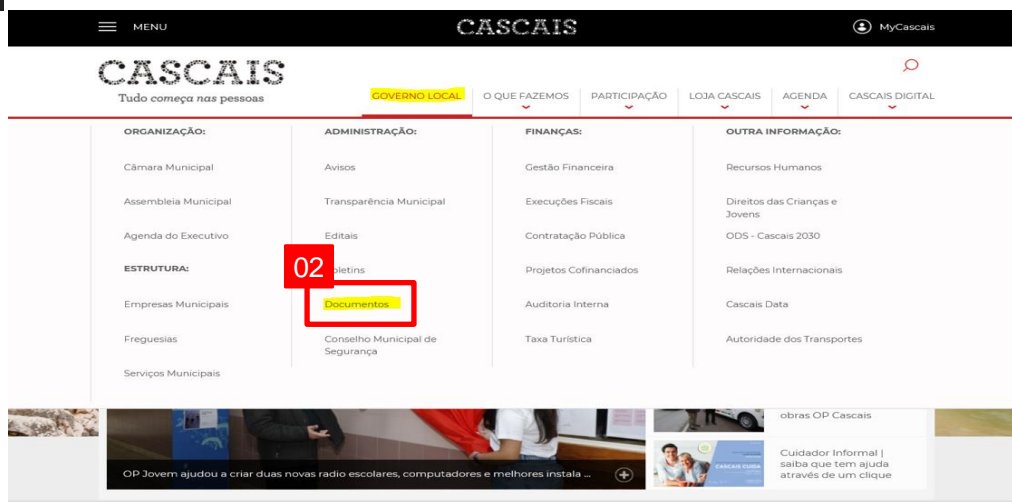 MENU
CASCAIS
MyCascais
CASCAIS
Tudo começa nas pessoas
GOVERNO LOCAL
O QUE FAZEMOS
PARTICIPAÇÃO
LOJA CASCAIS
AGENDA
CASCAIS DIGITAL
ORGANIZAÇÃO:
Câmara Municipal
Assembleia Municipal
Agenda do Executivo
ESTRUTURA:
Empresas Municipais
Freguesias
Serviços Municipais
ADMINISTRAÇÃO:
Avisos
Transparência Municipal
Editais
02
oletins
Documentos
Conselho Municipal de
Segurança
FINANÇAS:
Gestão Financeira
Execuções Fiscais
Contratação Pública
Projetos Cofinanciados
Auditoria Interna
Taxa Turística
OUTRA INFORMAÇÃO:
Recursos Humanos
Direitos das Crianças e
Jovens
ODS - Cascais 2030
Relações Internacionais
Cascais Data
Autoridade dos Transportes
OP Jovem ajudou a criar duas novas radio escolares, computadores e melhores instala ...
obras OP Cascais
CASCAIS CUIDA
Cuidador Informal |
saiba que tem ajuda
através de um clique